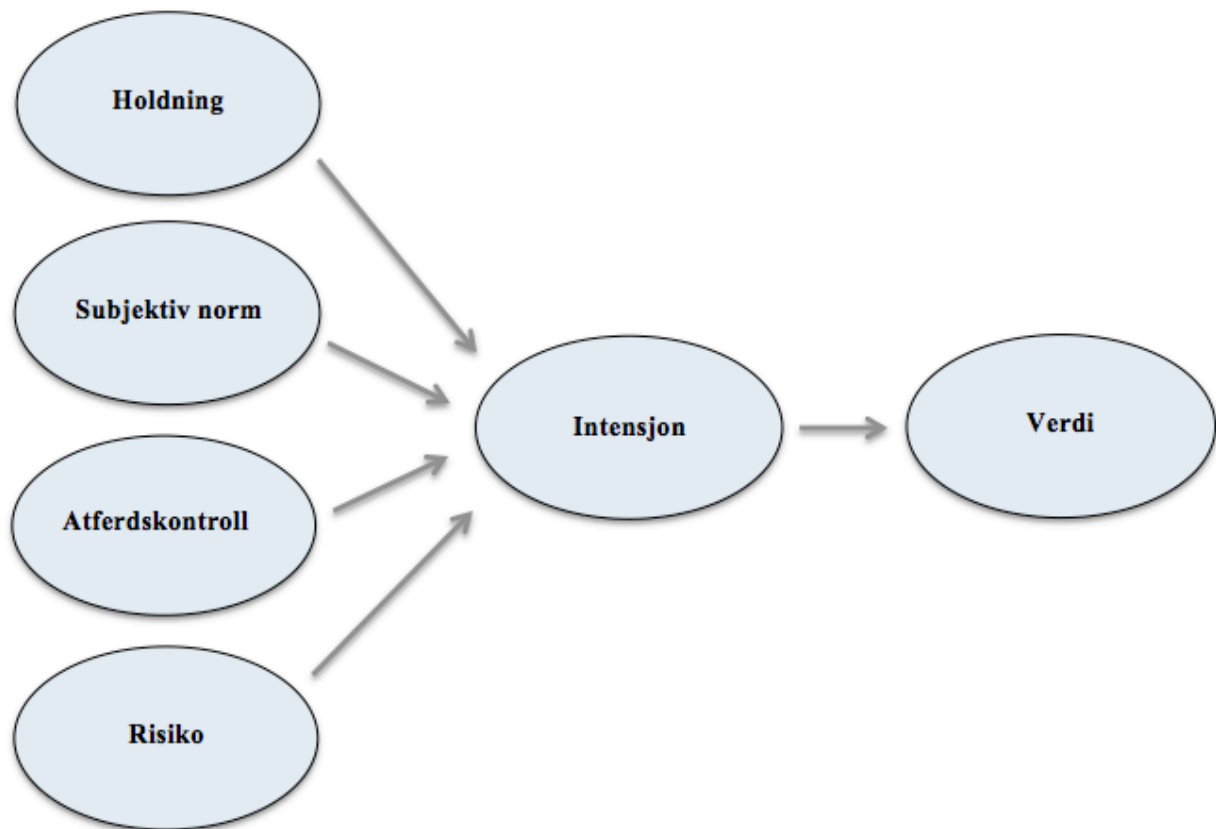 Holdning
Subjektiv norm
Atferdskontroll
Risiko
Intensjon
Verdi